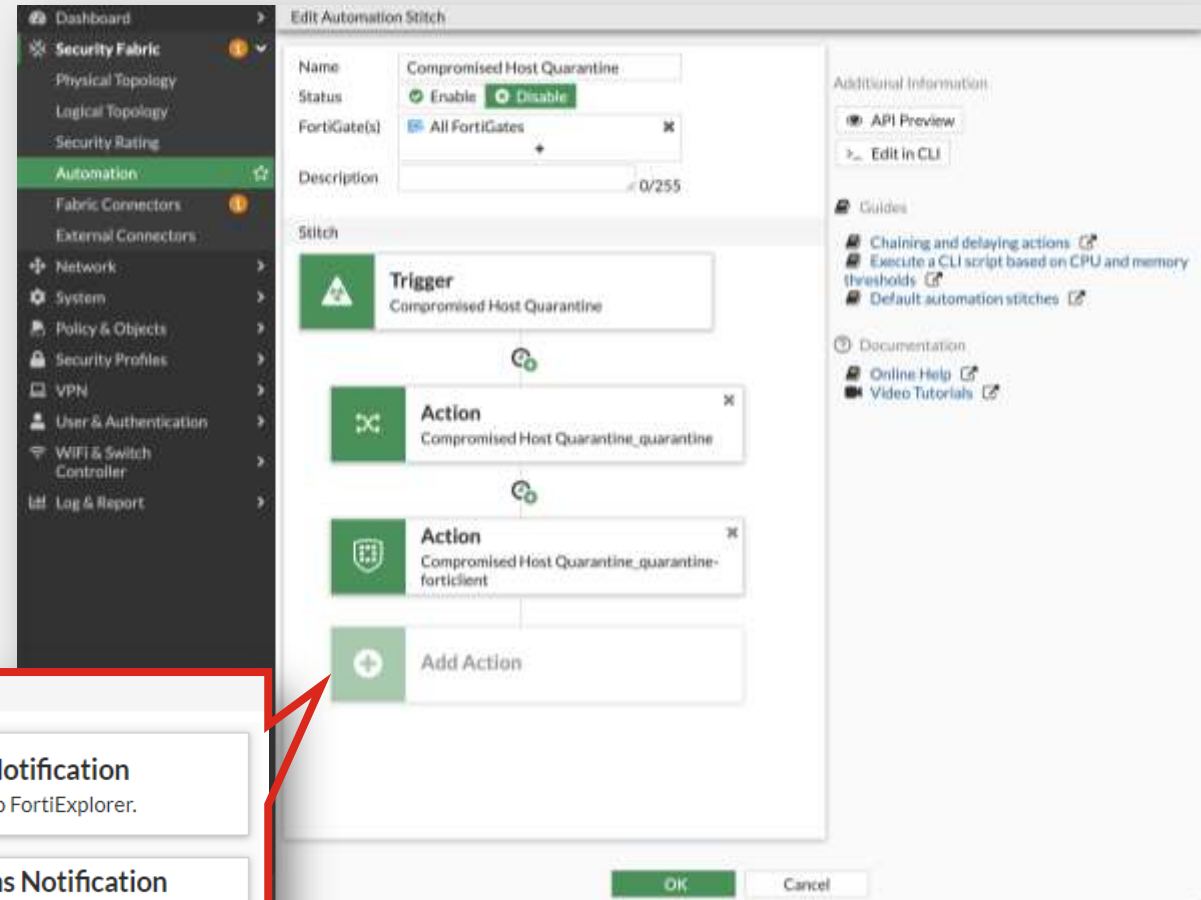 Dashboard
Security Fabric 1
Physical Topology
Logical Topology
Security Rating
Automation
Fabric Connectors 1
External Connectors
Network
System
Policy & Objects
Security Profiles
VPN
User & Authentication
WiFi & Switch
Controller
Log & Report
Edit Automation Stitch
Name Compromised Host Quarantine
Status Enable Disable
FortiGate(s) All FortiGates
+
Description 0/255
Stitch
Trigger
Compromised Host Quarantine
Action
Compromised Host Quarantine_quarantine
Action
Compromised Host Quarantine_quarantine-
forticlient
Add Action
OK Cancel
Additional Information
API Preview
>_ Edit in CLI
Guides
Chaining and delaying actions
Execute a CLI script based on CPU and memory
thresholds
Default automation stitches
Documentation
Online Help
Video Tutorials
FortiExplorer.
Notification